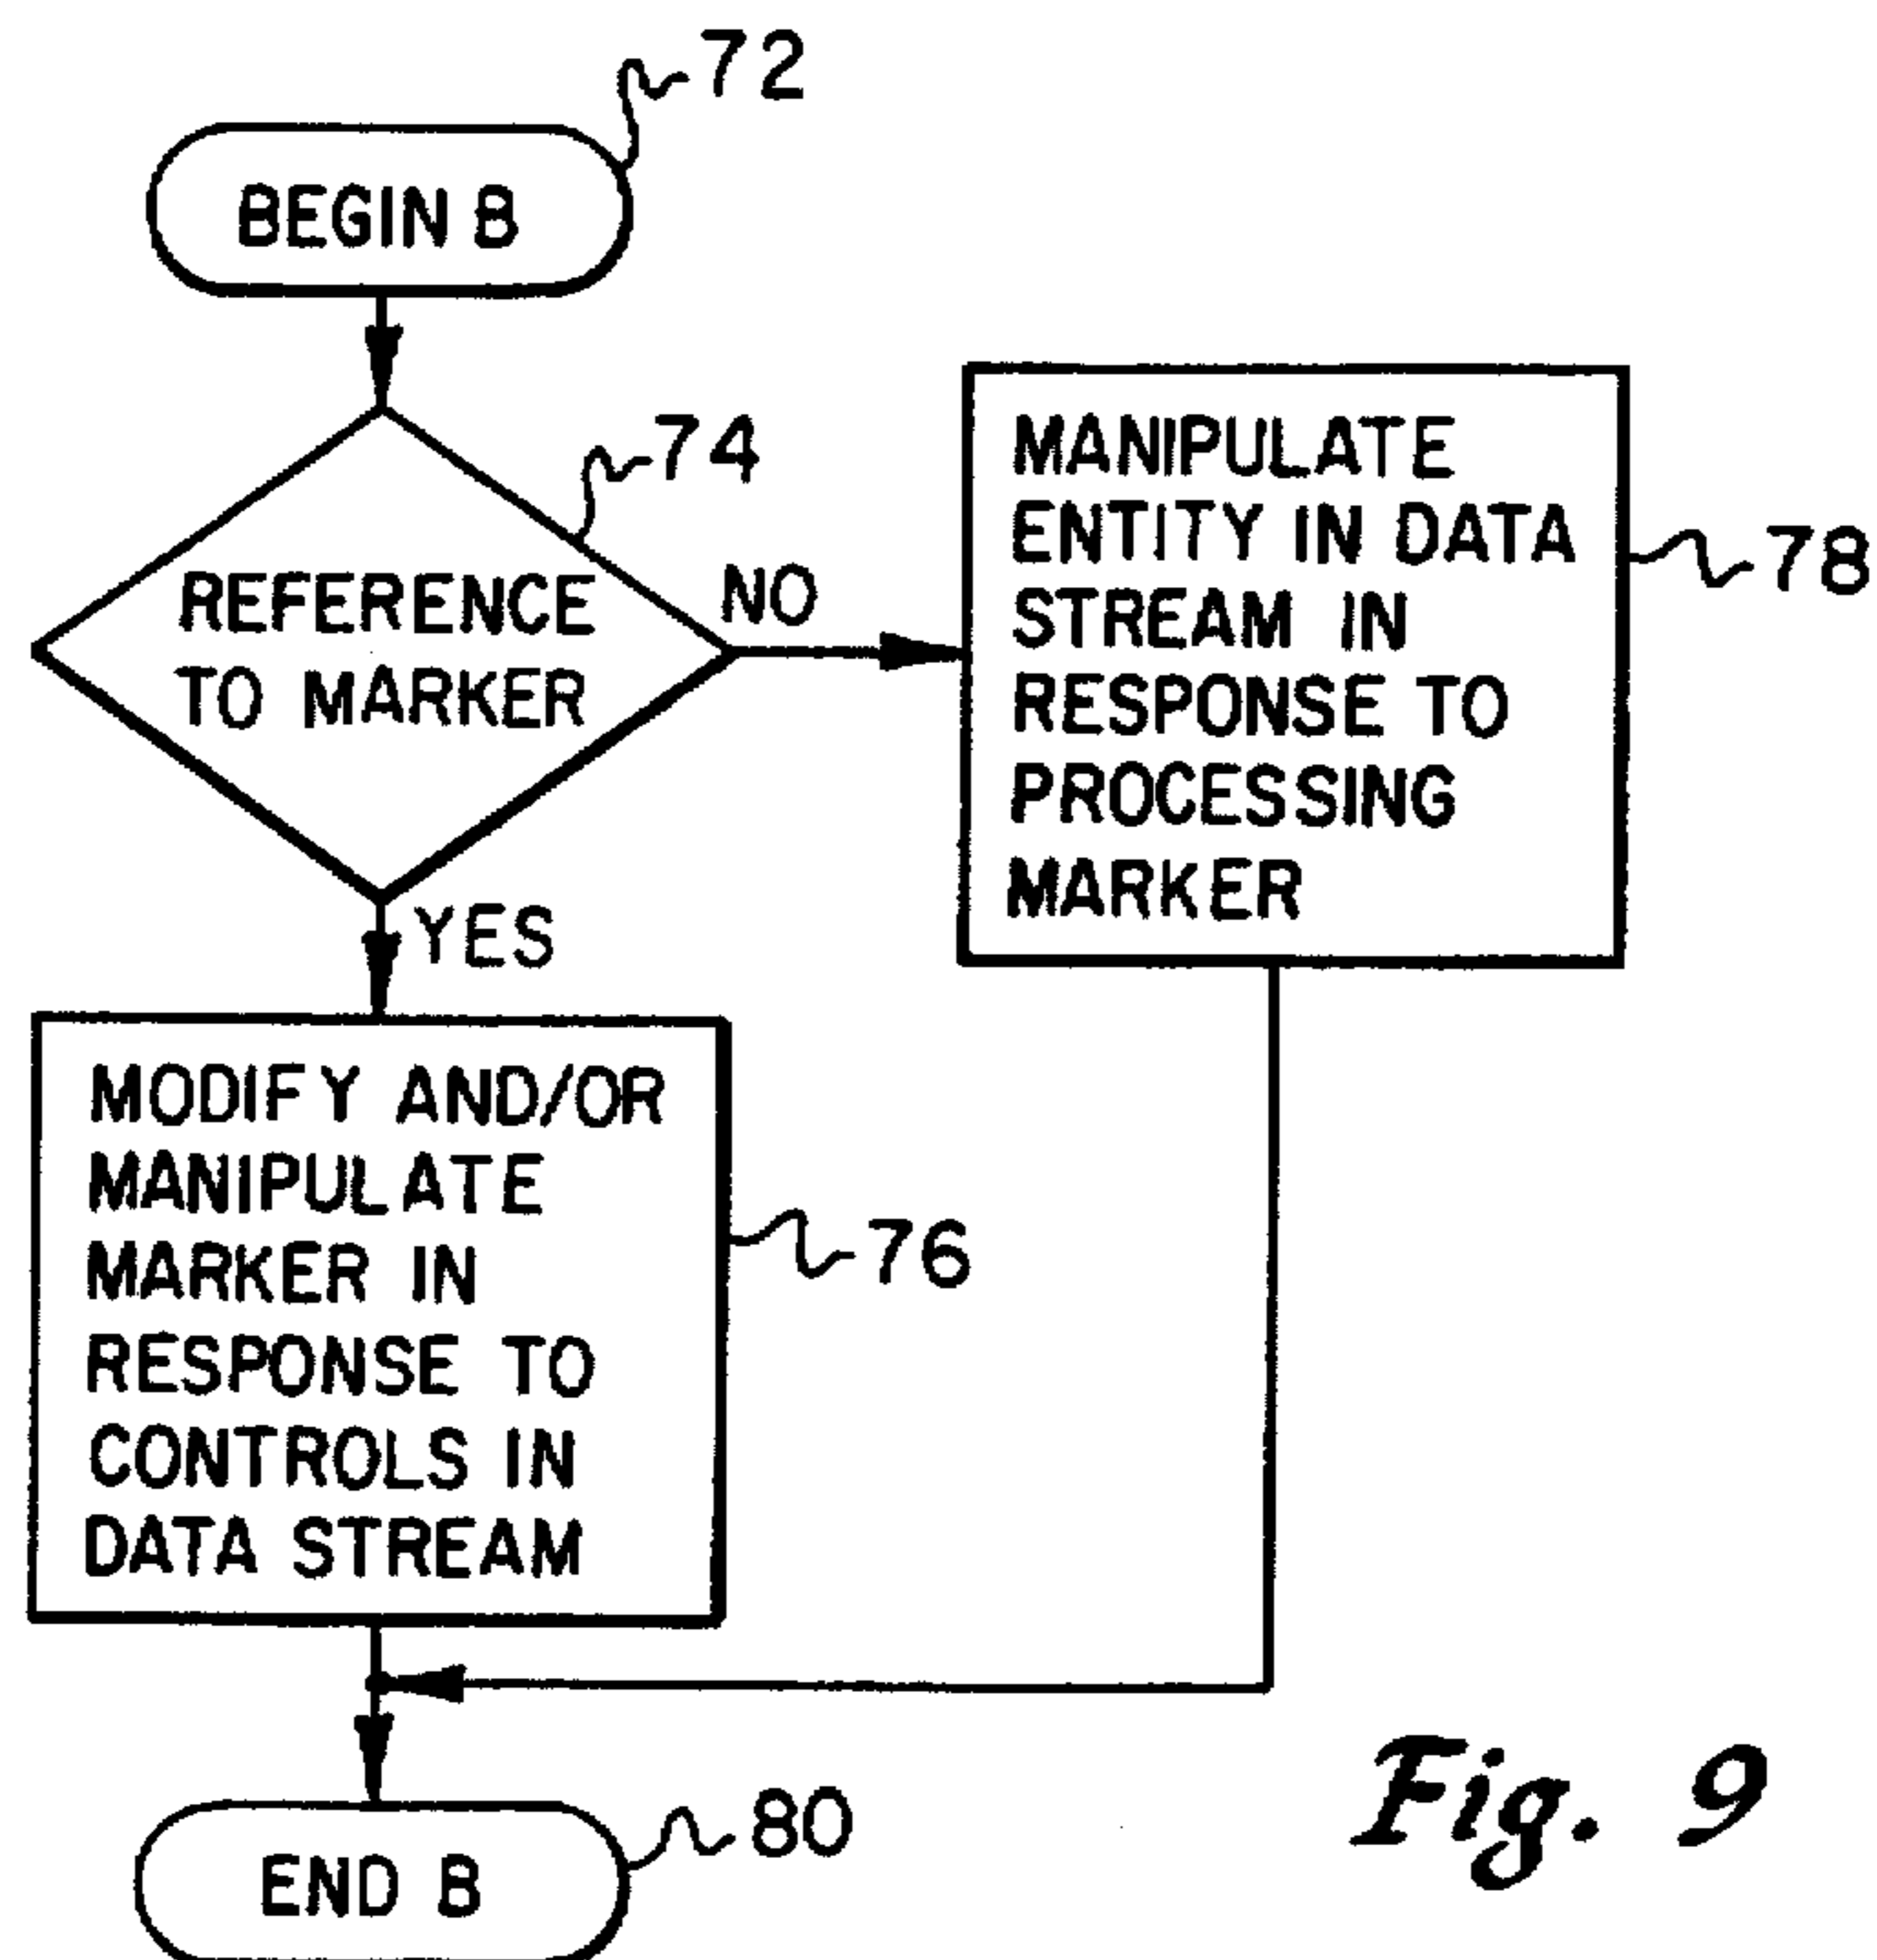 72
BEGIN B
74
REFERENCE
TO MARKER
NO
MANIPULATE
ENTITY IN DATA
STREAM IN
RESPONSE TO
PROCESSING
MARKER
78
YES
MODIFY AND/OR
MANIPULATE
MARKER IN
RESPONSE TO
CONTROLS IN
DATA STREAM
76
80
END B
Fig. 9